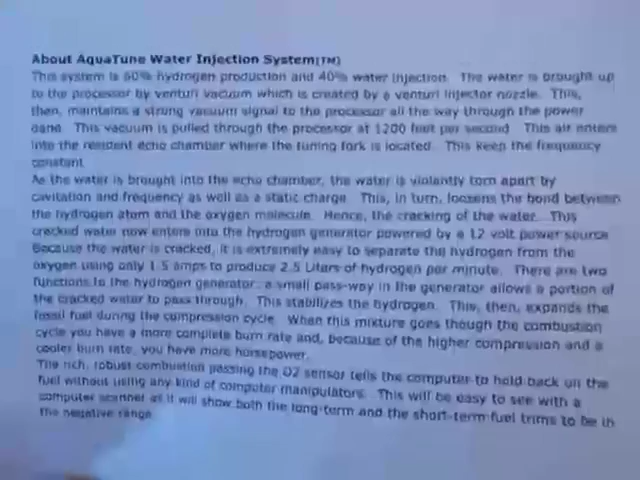 About AquaTune Water Injection System(TM)
This system is 60% hydrogen production and 40% water injection. The water is brought up
to the processor by venturi vacuum which is created by a venturi injector nozzle. This,
then, maintains a strong vacuum signal to the processor all the way through the power
band. This vacuum is pulled through the processor at 1200 feet per second. This air enters
into the resident echo chamber where the tuning fork is located. This keep the frequency
constant.
As the water is brought into the echo chamber, the water is violently torn apart by
cavitation and frequency as well as a static charge. This, in turn, loosens the bond between
the hydrogen atom and the oxygen molecule. Hence, the cracking of the water. This
cracked water now enters into the hydrogen generator powered by a 12 volt power source.
Because the water is cracked, it is extremely easy to separate the hydrogen from the
oxygen using only 1.5 amps to produce 2.5 Liters of hydrogen per minute. There are two
functions to the hydrogen generator: a small pass-way in the generator allows a portion of
the cracked water to pass through. This stabilizes the hydrogen. This, then, expands the
fossil fuel during the compression cycle. When this mixture goes though the combustion
cycle you have a more complete burn rate and, because of the higher compression and a
cooler burn rate, you have more horsepower.
The rich, robust combustion passing the O2 sensor tells the computer to hold back on the
fuel without using any kind of computer manipulators. This will be easy to see with a
computer scanner as it will show both the long-term and the short-term fuel trims to be in
the negative range.